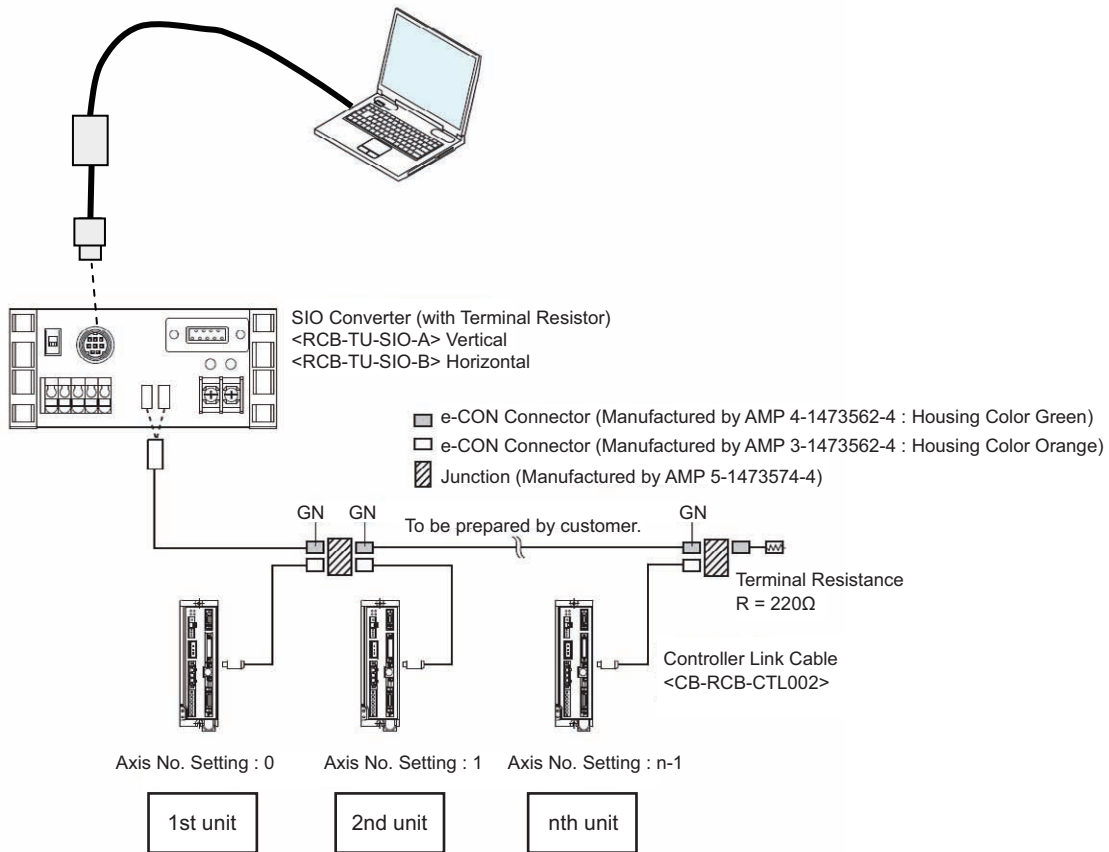 SIO Converter (with Terminal Resistor)
<RCB-TU-SIO-A> Vertical
<RCB-TU-SIO-B> Horizontal
e-CON Connector (Manufactured by AMP 4-1473562-4 : Housing Color Green)
e-CON Connector (Manufactured by AMP 3-1473562-4 : Housing Color Orange)
Junction (Manufactured by AMP 5-1473574-4)
GN GN To be prepared by customer. GN
Terminal Resistance
R = 220Ω
Controller Link Cable
<CB-RCB-CTL002>
Axis No. Setting : 0 Axis No. Setting : 1 Axis No. Setting : n-1
1st unit 2nd unit nth unit